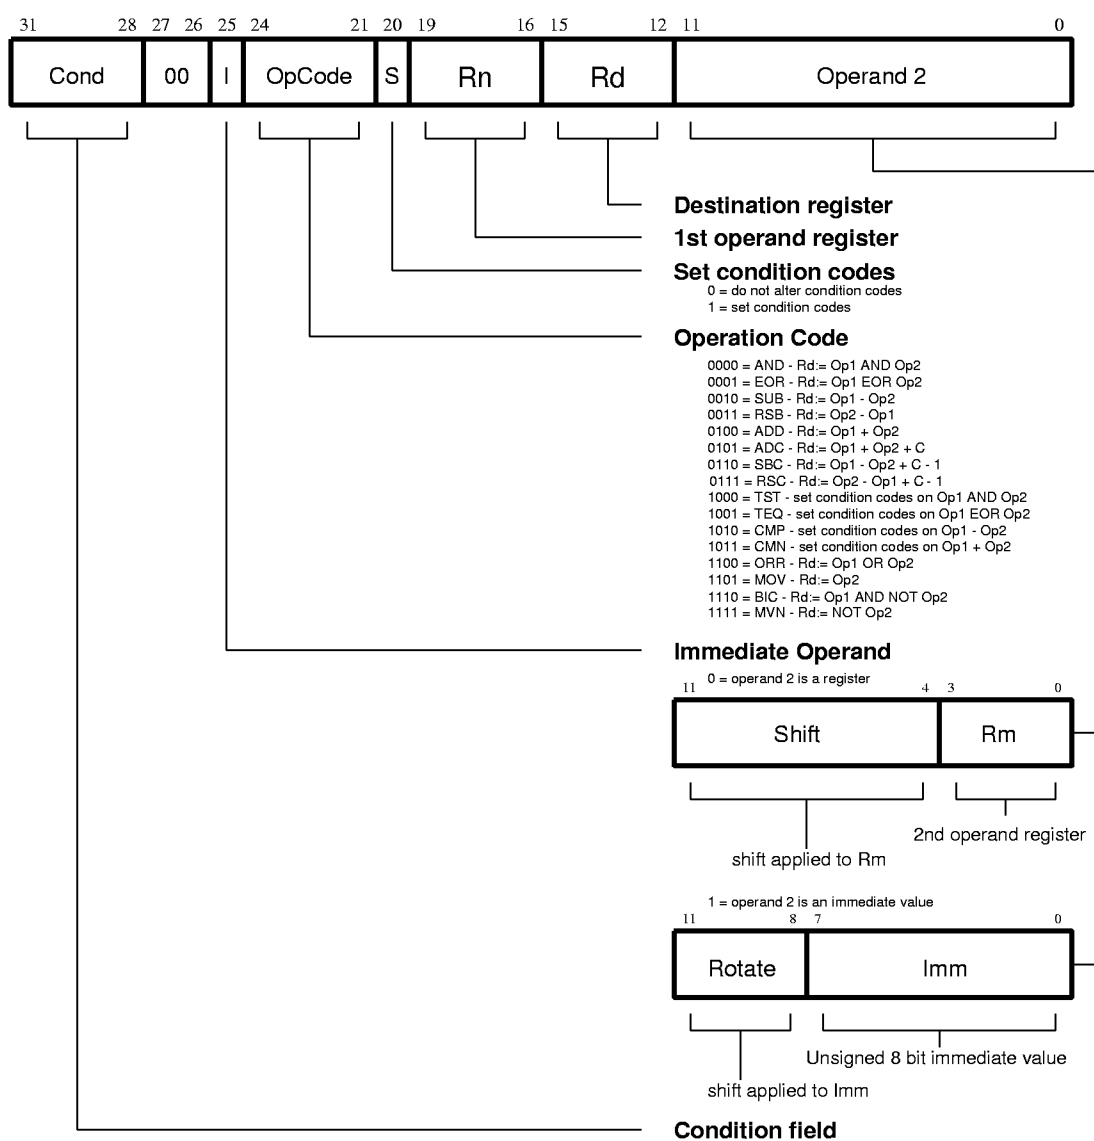 31 28 27 26 25 24 21 20 19 16 15 12 11 0
Cond 00 I OpCode S Rn Rd Operand 2
Destination register
1st operand register
Set condition codes
0 = do not alter condition codes
1 = set condition codes
Operation Code
0000 = AND - Rd:= Op1 AND Op2
0001 = EOR - Rd:= Op1 EOR Op2
0010 = SUB - Rd:= Op1 - Op2
0011 = RSB - Rd:= Op2 - Op1
0100 = ADD - Rd:= Op1 + Op2
0101 = ADC - Rd:= Op1 + Op2 + C
0110 = SBC - Rd:= Op1 - Op2 + C - 1
0111 = RSC - Rd:= Op2 - Op1 + C - 1
1000 = TST - set condition codes on Op1 AND Op2
1001 = TEQ - set condition codes on Op1 EOR Op2
1010 = CMP - set condition codes on Op1 - Op2
1011 = CMN - set condition codes on Op1 + Op2
1100 = ORR - Rd:= Op1 OR Op2
1101 = MOV - Rd:= Op2
1110 = BIC - Rd:= Op1 AND NOT Op2
1111 = MVN - Rd:= NOT Op2
Immediate Operand
0 = operand 2 is a register
11 4 3 0
Shift Rm
2nd operand register
shift applied to Rm
1 = operand 2 is an immediate value
11 8 7 0
Rotate Imm
Unsigned 8 bit immediate value
shift applied to Imm
Condition field